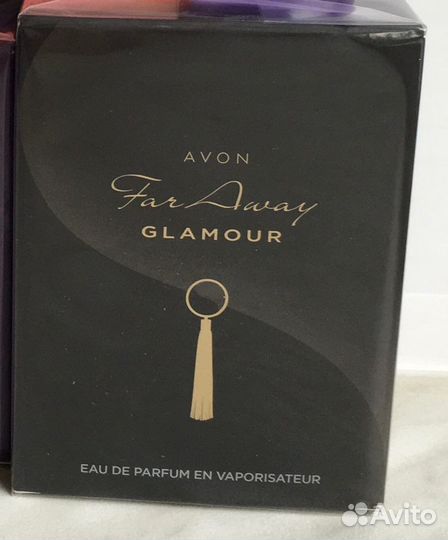 AVON
Far Away
GLAMOUR
EAU DE PARFUM EN VAPORISATEUR
Avito